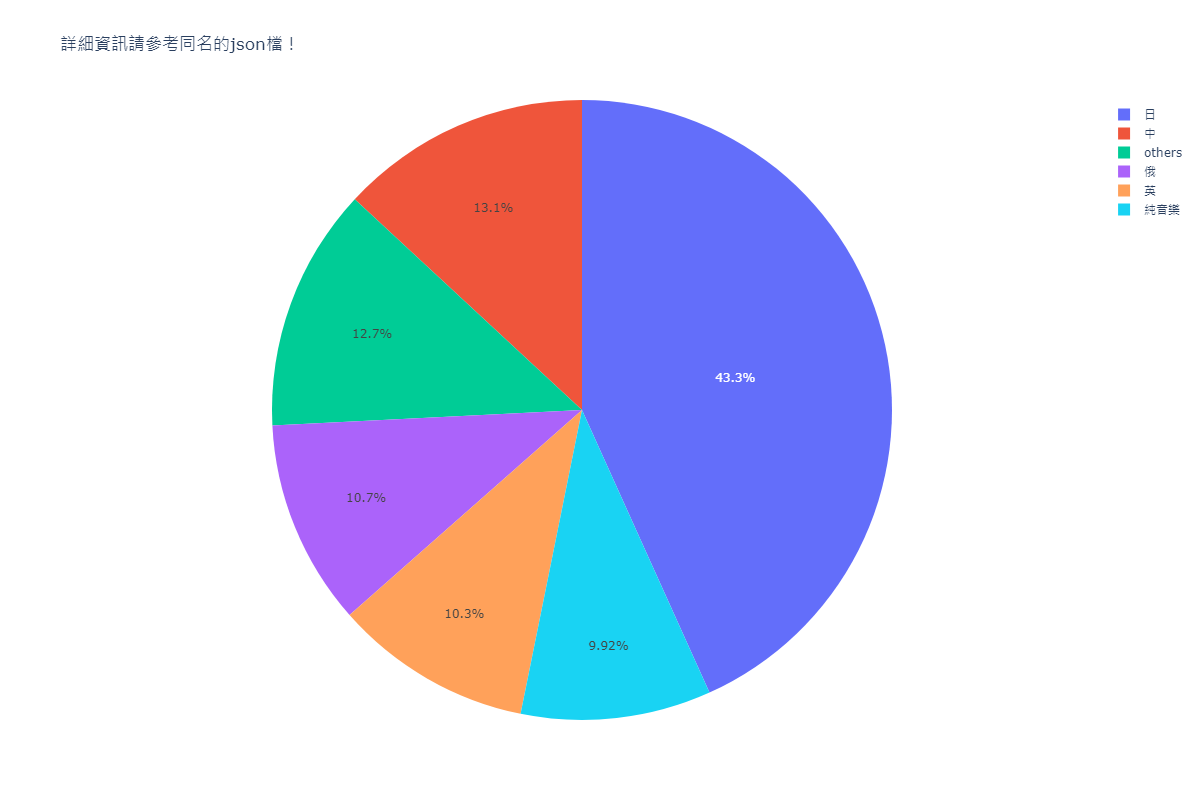 詳細資訊請參考同名的json檔！
日
中
others
俄
英
純音樂
13.1%
43.3%
12.7%
10.7%
10.3%
9.92%